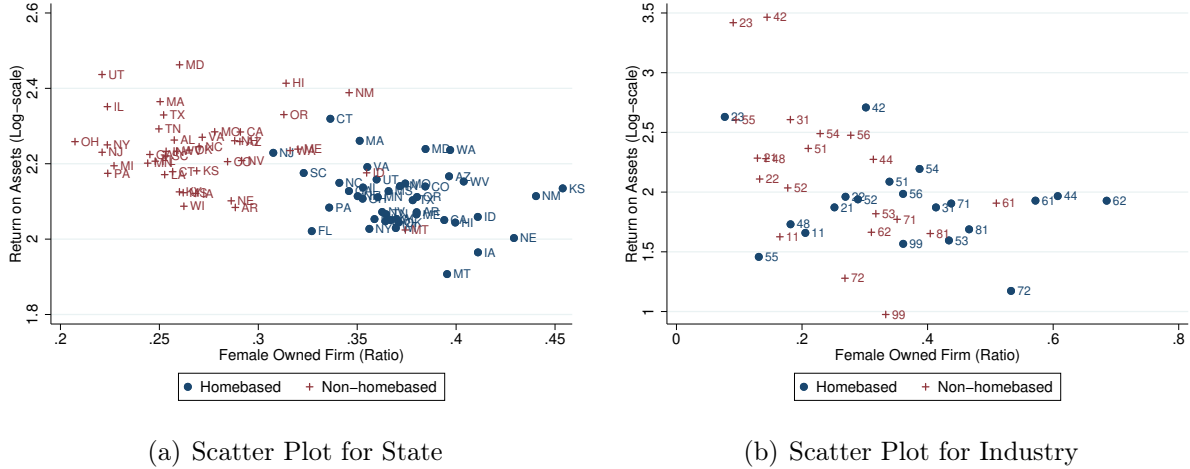 2.6
2.4
2.2
2
1.8
Return on Assets (Log−scale)
MD
UT
HI
NM
MA
IL
TX
OR
TN
MO CA
AL
VA
OH
NY
AZ
NC
ME
WA
NJ
SC
MI
MN
CO
NV
PA
LA
CT
KS
ID
WI
NE
AR
MT
CT
MA
MD
WA
NJ
VA
SC
AZ
WV
NC
UT
CO
KS
MN
OR
NM
TX
PA
ID
CA
HI
FL
NY
NE
IA
MT
.2 .25 .3 .35 .4 .45
Female Owned Firm (Ratio)
Homebased Non−homebased
(a) Scatter Plot for State
3.5
3
2.5
2
1.5
1
Return on Assets (Log−scale)
42
23
42
23
55
31
54
56
51
48
44
54
22
51
52
56
22
52
44
61
62
61
71
21
31
53
71
48
11
11
62
81
81
99
53
55
72
72
99
0 .2 .4 .6 .8
Female Owned Firm (Ratio)
Homebased Non−homebased
(b) Scatter Plot for Industry